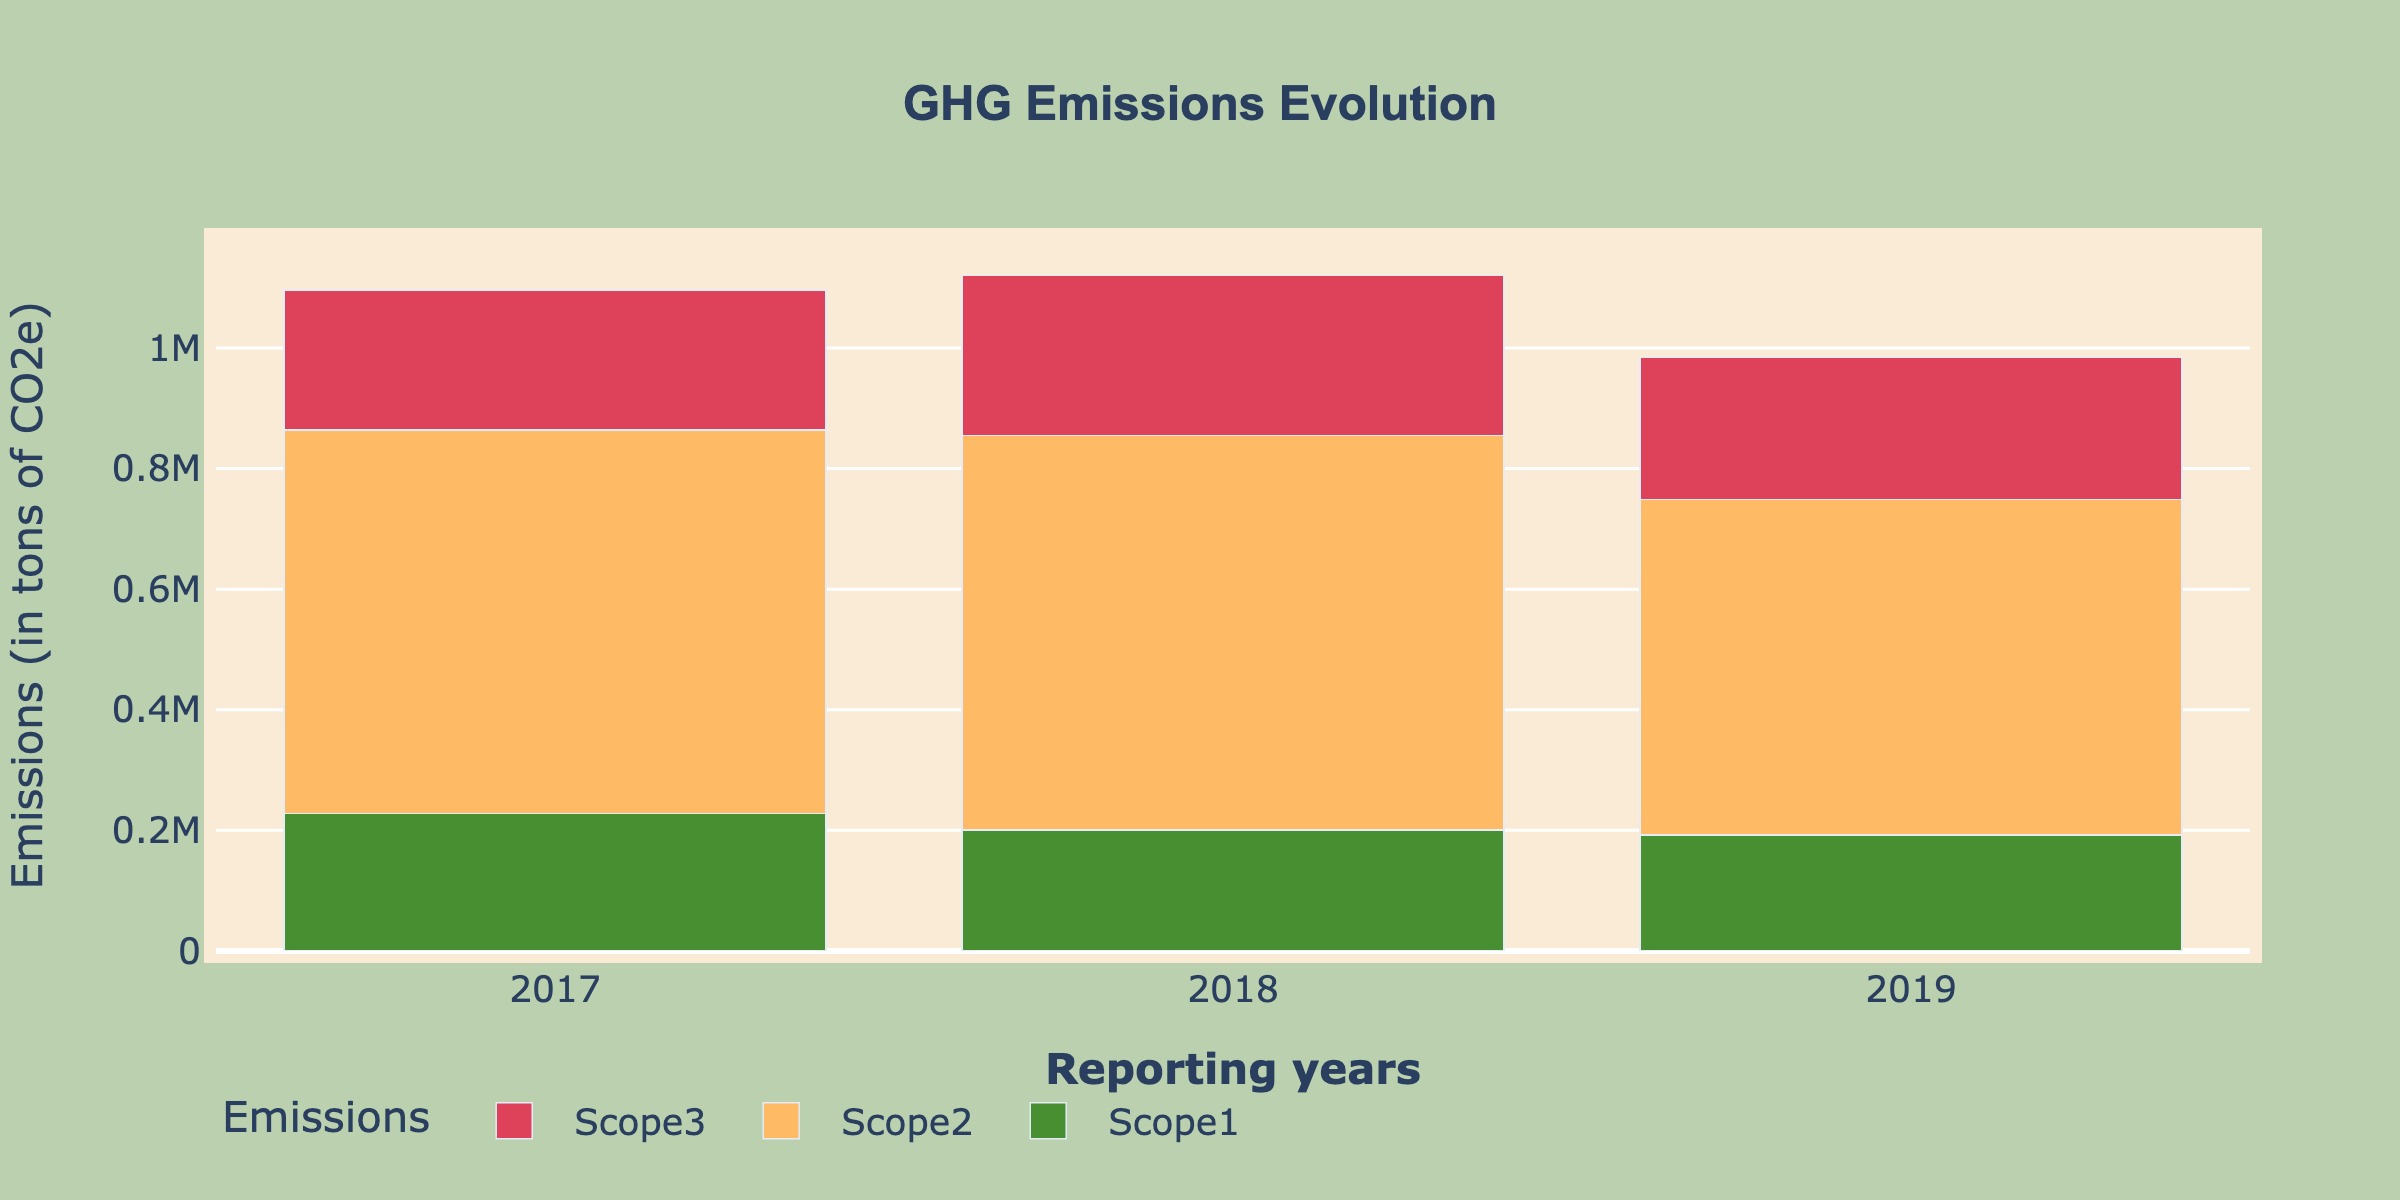 GHG Emissions Evolution
Emissions (in tons of CO2e)
1M
0.8M
0.6M
0.4M
0.2M
0
2017 2018 2019
Reporting years
Emissions Scope3 Scope2 Scope1